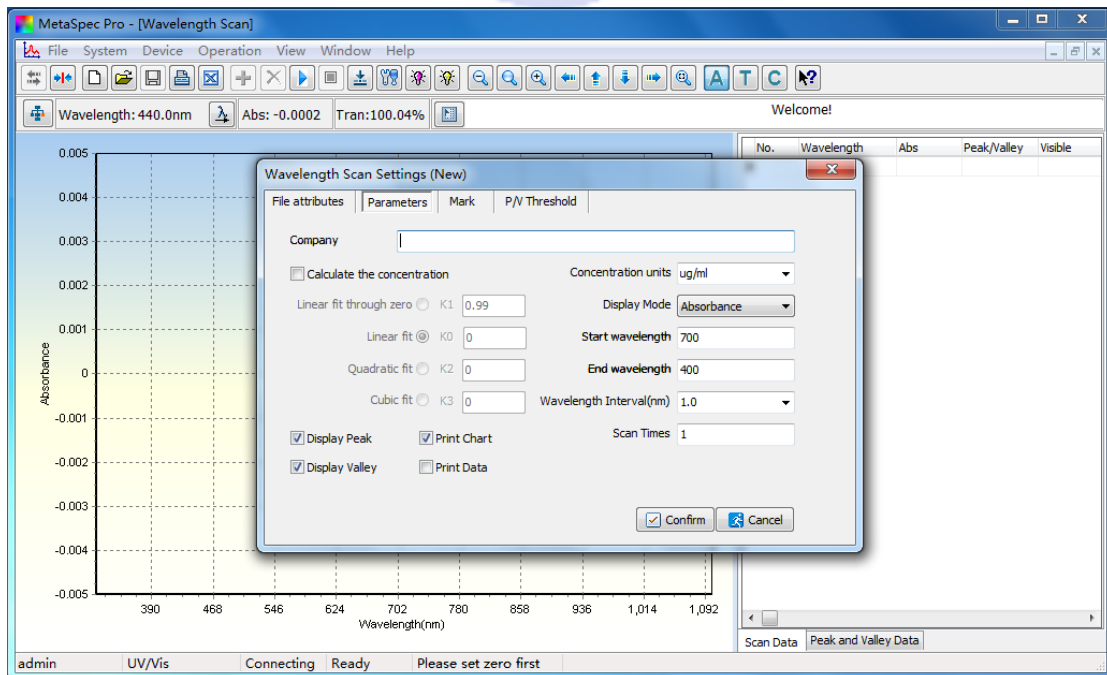 MetaSpec Pro - [Wavelength Scan]
File System Device Operation View Window Help
A T C
Wavelength: 440.0nm Abs: -0.0002 Tran:100.04% Welcome!
No. Wavelength Abs Peak/Valley Visible
Wavelength Scan Settings (New)
File attributes Parameters Mark P/V Threshold
Company
Calculate the concentration Concentration units ug/ml
Linear fit through zero K1 0.99 Display Mode Absorbance
Linear fit K0 0 Start wavelength 700
Quadratic fit K2 0 End wavelength 400
Cubic fit K3 0 Wavelength Interval(nm) 1.0
Scan Times 1
Display Peak Print Chart
Display Valley Print Data
Confirm Cancel
0.005
0.004
0.003
0.002
0.001
0
-0.001
-0.002
-0.003
-0.004
-0.005
Absorbance
390 468 546 624 702 780 858 936 1,014 1,092
Wavelength(nm)
Scan Data Peak and Valley Data
admin UV/Vis Connecting Ready Please set zero first